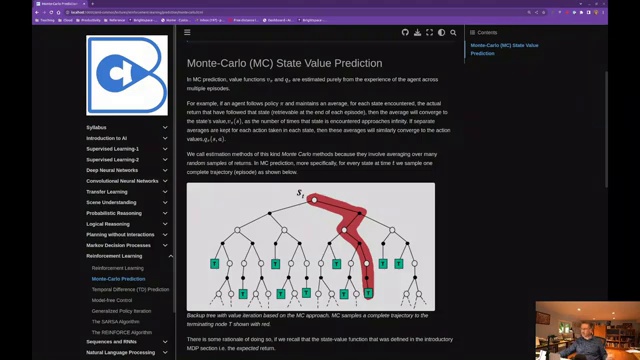 Monte-Carlo (MC) State Value Prediction
Contents
Monte-Carlo (MC) State Value
Prediction
In MC prediction, value functions vπ and qπ are estimated purely from the experience of the agent across
multiple episodes.
For example, if an agent follows policy π and maintains an average, for each state encountered, the actual
return that have followed that state (retrievable at the end of each episode), then the average will converge
to the state's value, vπ(s), as the number of times that state is encountered approaches infinity. If separate
averages are kept for each action taken in each state, then these averages will similarly converge to the action
values, qπ(s, a).
We call estimation methods of this kind Monte Carlo methods because they involve averaging over many
random samples of returns. In MC prediction, more specifically, for every state at time t we sample one
complete trajectory (episode) as shown below.
St
T T T T
T T T T T T
Backup tree with value iteration based on the MC approach. MC samples a complete trajectory to the
terminating node T shown with red.
There is some rationale of doing so, if we recall that the state-value function that was defined in the introductory
MDP section i.e. the expected return.
Syllabus
Introduction to AI
Supervised Learning-1
Supervised Learning-2
Deep Neural Networks
Convolutional Neural Networks
Transfer Learning
Scene Understanding
Probabilistic Reasoning
Logical Reasoning
Planning without Interactions
Markov Decision Processes
Reinforcement Learning
Reinforcement Learning
Monte-Carlo Prediction
Temporal Difference (TD) Prediction
Model-free Control
Generalized Policy Iteration
The SARSA Algorithm
The REINFORCE Algorithm
Sequences and RNNs
Natural Language Processing